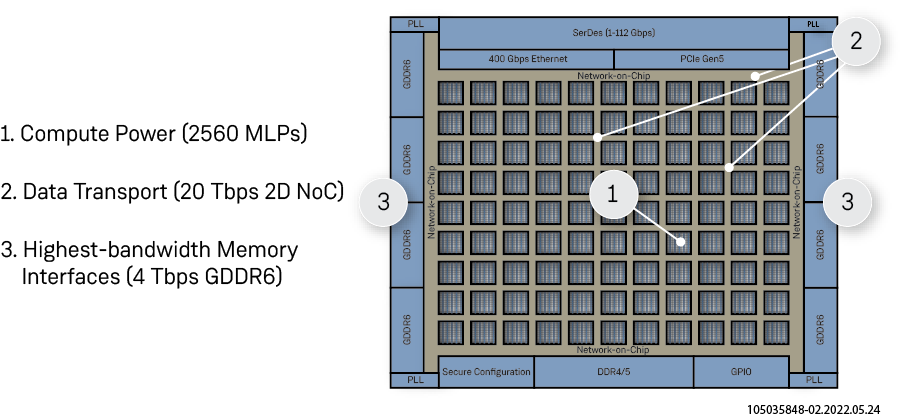 1. Compute Power (2560 MLPs)
2. Data Transport (20 Tbps 2D NoC)
3. Highest-bandwidth Memory
Interfaces (4 Tbps GDDR6)
PLL
SerDes (1-112 Gbps)
PLL
400 Gbps Ethernet
PCIe Gen5
2
Network-on-Chip
GDDR6
GDDR6
GDDR6
GDDR6
Network-on-Chip
Network-on-Chip
1
3
3
GDDR6
GDDR6
GDDR6
GDDR6
Network-on-Chip
PLL
Secure Configuration
DDR4/5
GPIO
PLL
105035848-02.2022.05.24